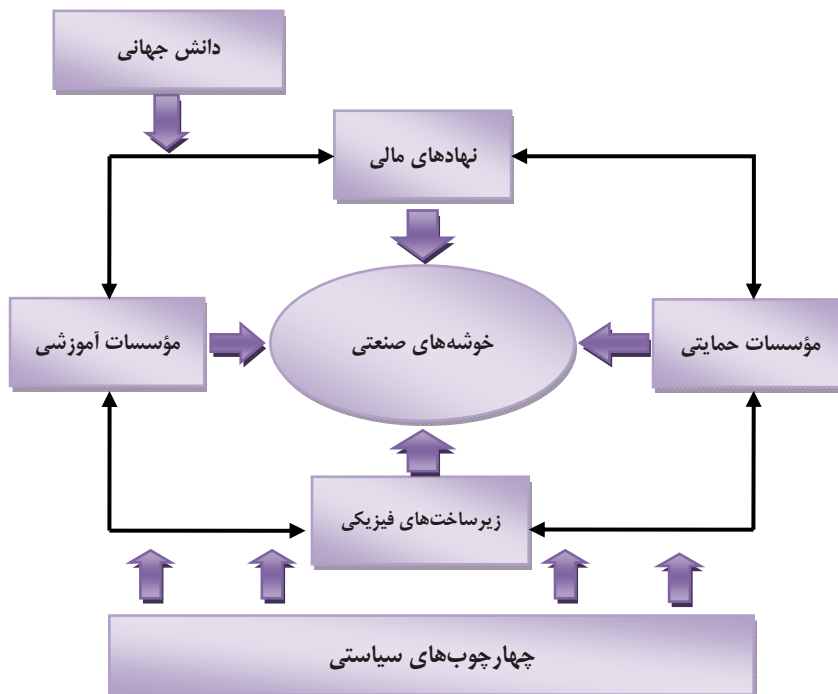 دانش جهانی
نهادهای مالی
مؤسسات حمایتی
خوشه‌های صنعتی
مؤسسات آموزشی
زیرساخت‌های فیزیکی
چهارچوب‌های سیاستی